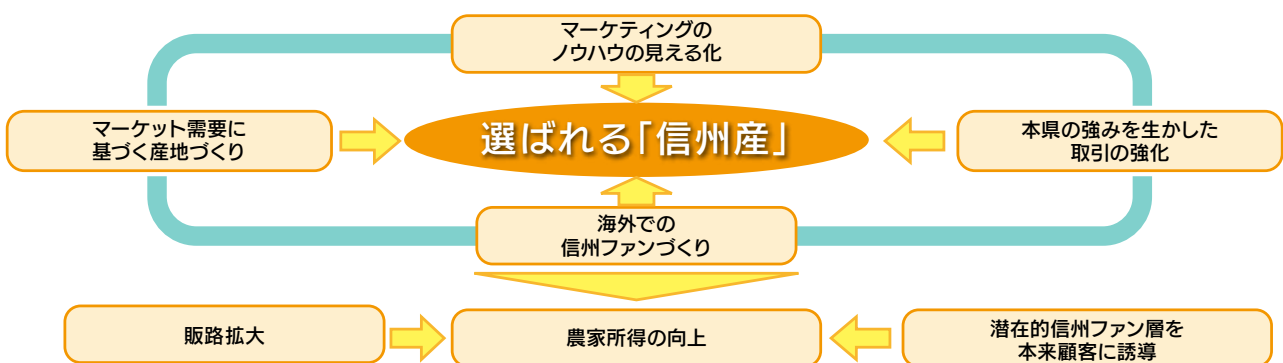 マーケティングの
ノウハウの見える化
マーケット需要に
基づく産地づくり
選ばれる「信州産」
本県の強みを生かした
取引の強化
海外での
信州ファンづくり
販路拡大
農家所得の向上
潜在的信州ファン層を
本来顧客に誘導